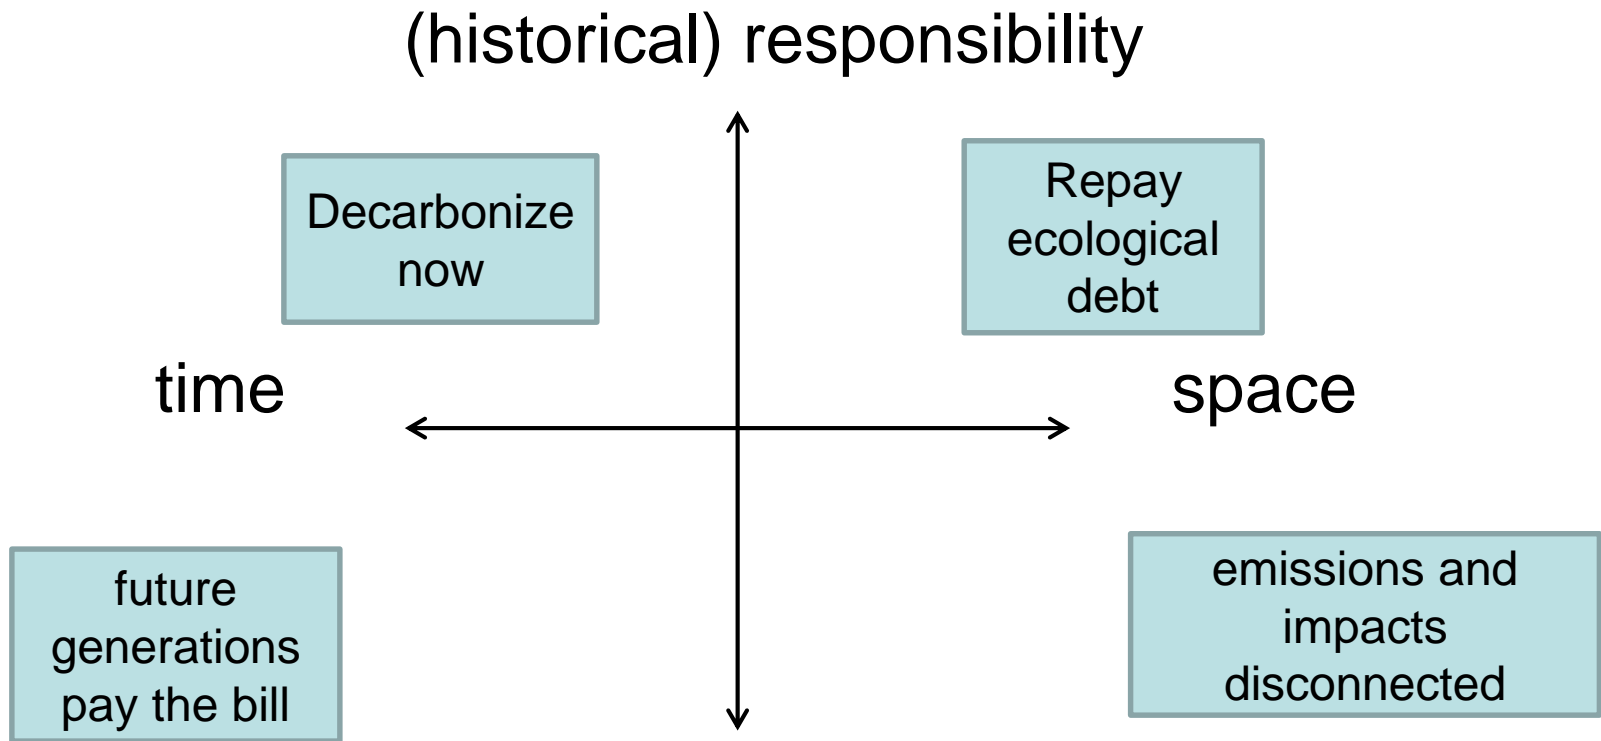 (historical) responsibility
Decarbonize
now
Repay
ecological
debt
time
space
future
generations
pay the bill
emissions and
impacts
disconnected